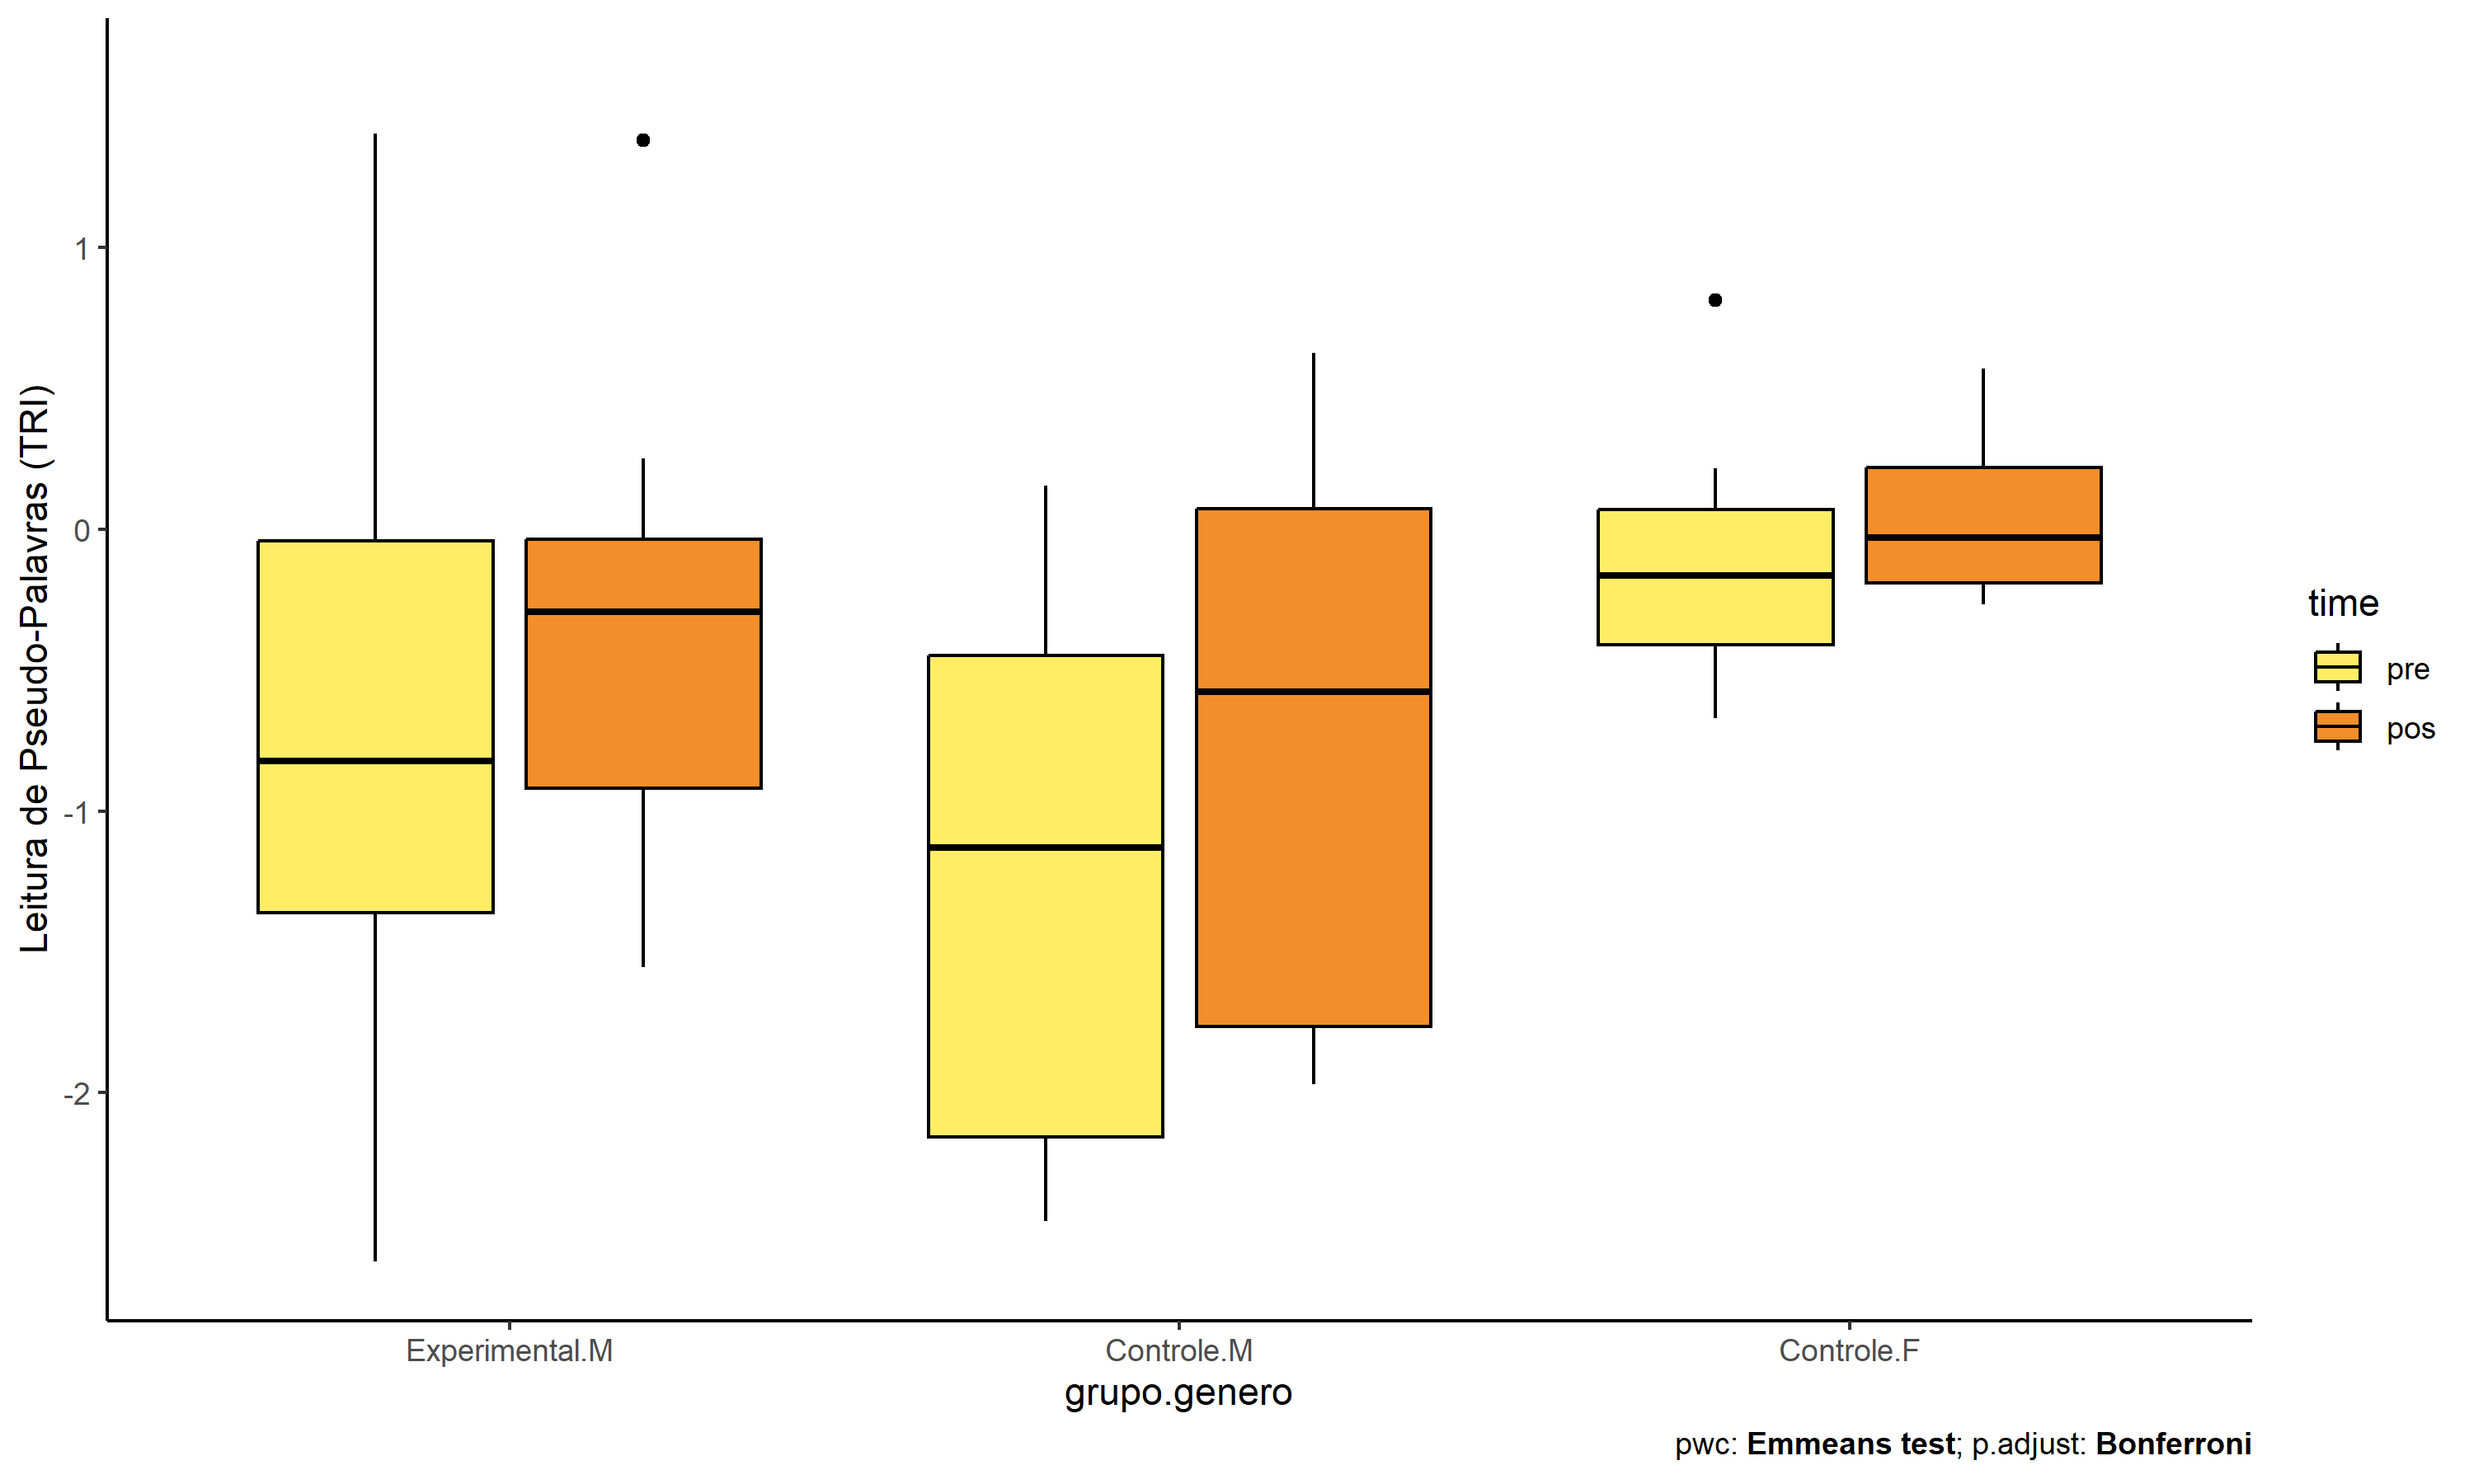 Leitura de Pseudo-Palavras (TRI)
1
0
-1
-2
Experimental.M
Controle.M
Controle.F
grupo.genero
time
pre
pos
pwc: Emmeans test; p.adjust: Bonferroni